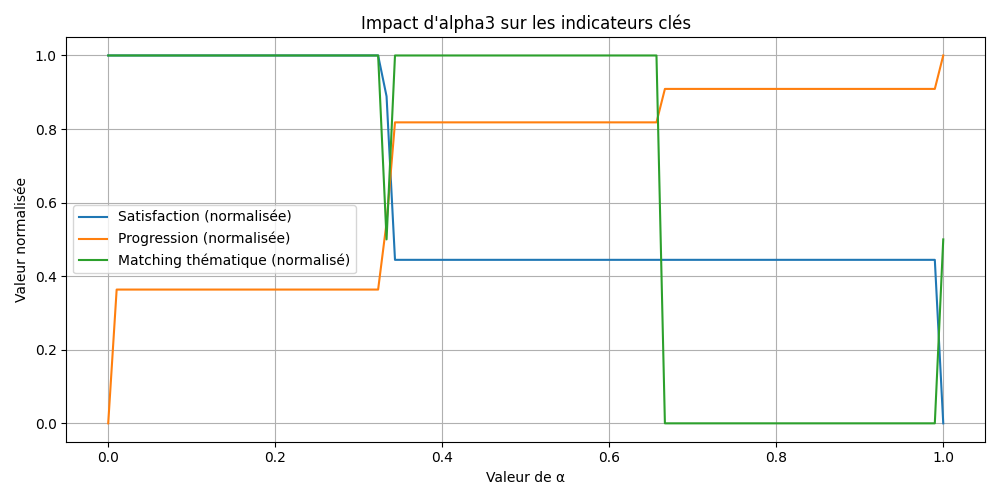 Impact d'alpha3 sur les indicateurs clés
Valeur normalisée
1.0
0.8
0.6
0.4
0.2
0.0
Satisfaction (normalisée)
Progression (normalisée)
Matching thématique (normalisé)
0.0 0.2 0.4 0.6 0.8 1.0
Valeur de α